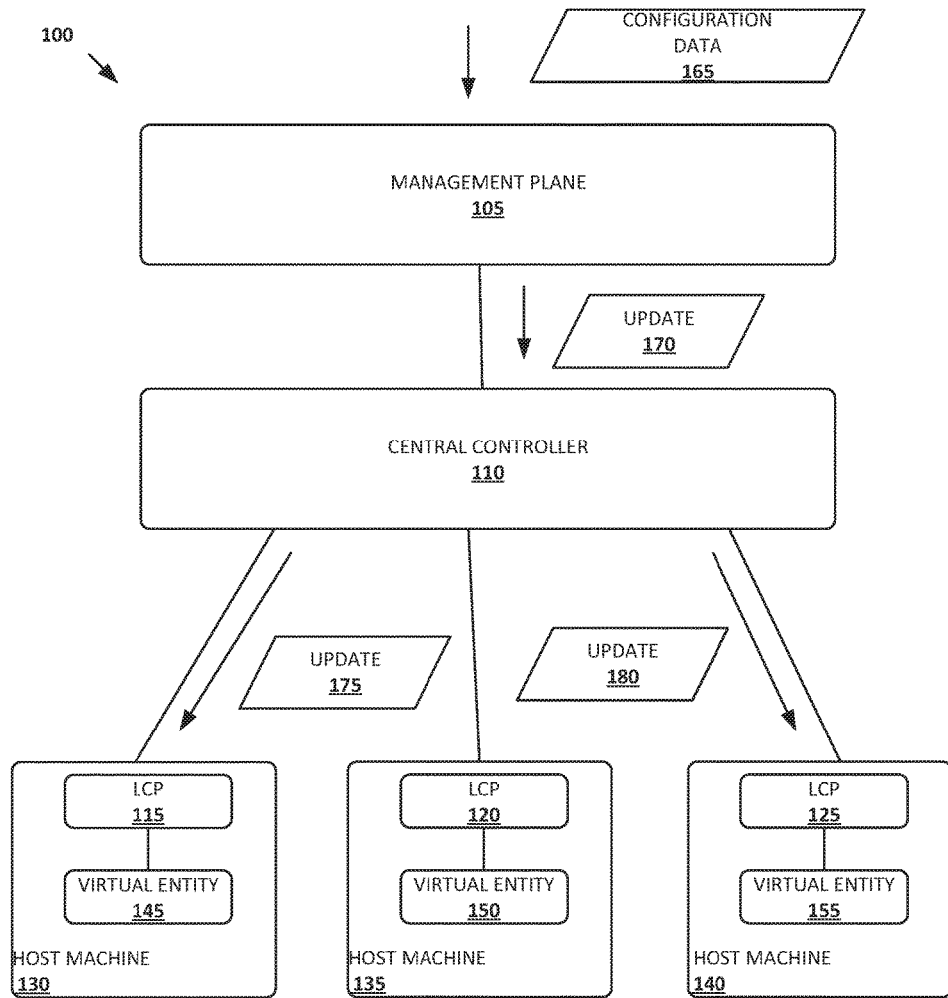 100
CONFIGURATION
DATA
165
MANAGEMENT PLANE
105
UPDATE
170
CENTRAL CONTROLLER
110
UPDATE
175
UPDATE
180
LCP
115
VIRTUAL ENTITY
145
HOST MACHINE
130
LCP
120
VIRTUAL ENTITY
150
HOST MACHINE
135
LCP
125
VIRTUAL ENTITY
155
HOST MACHINE
140